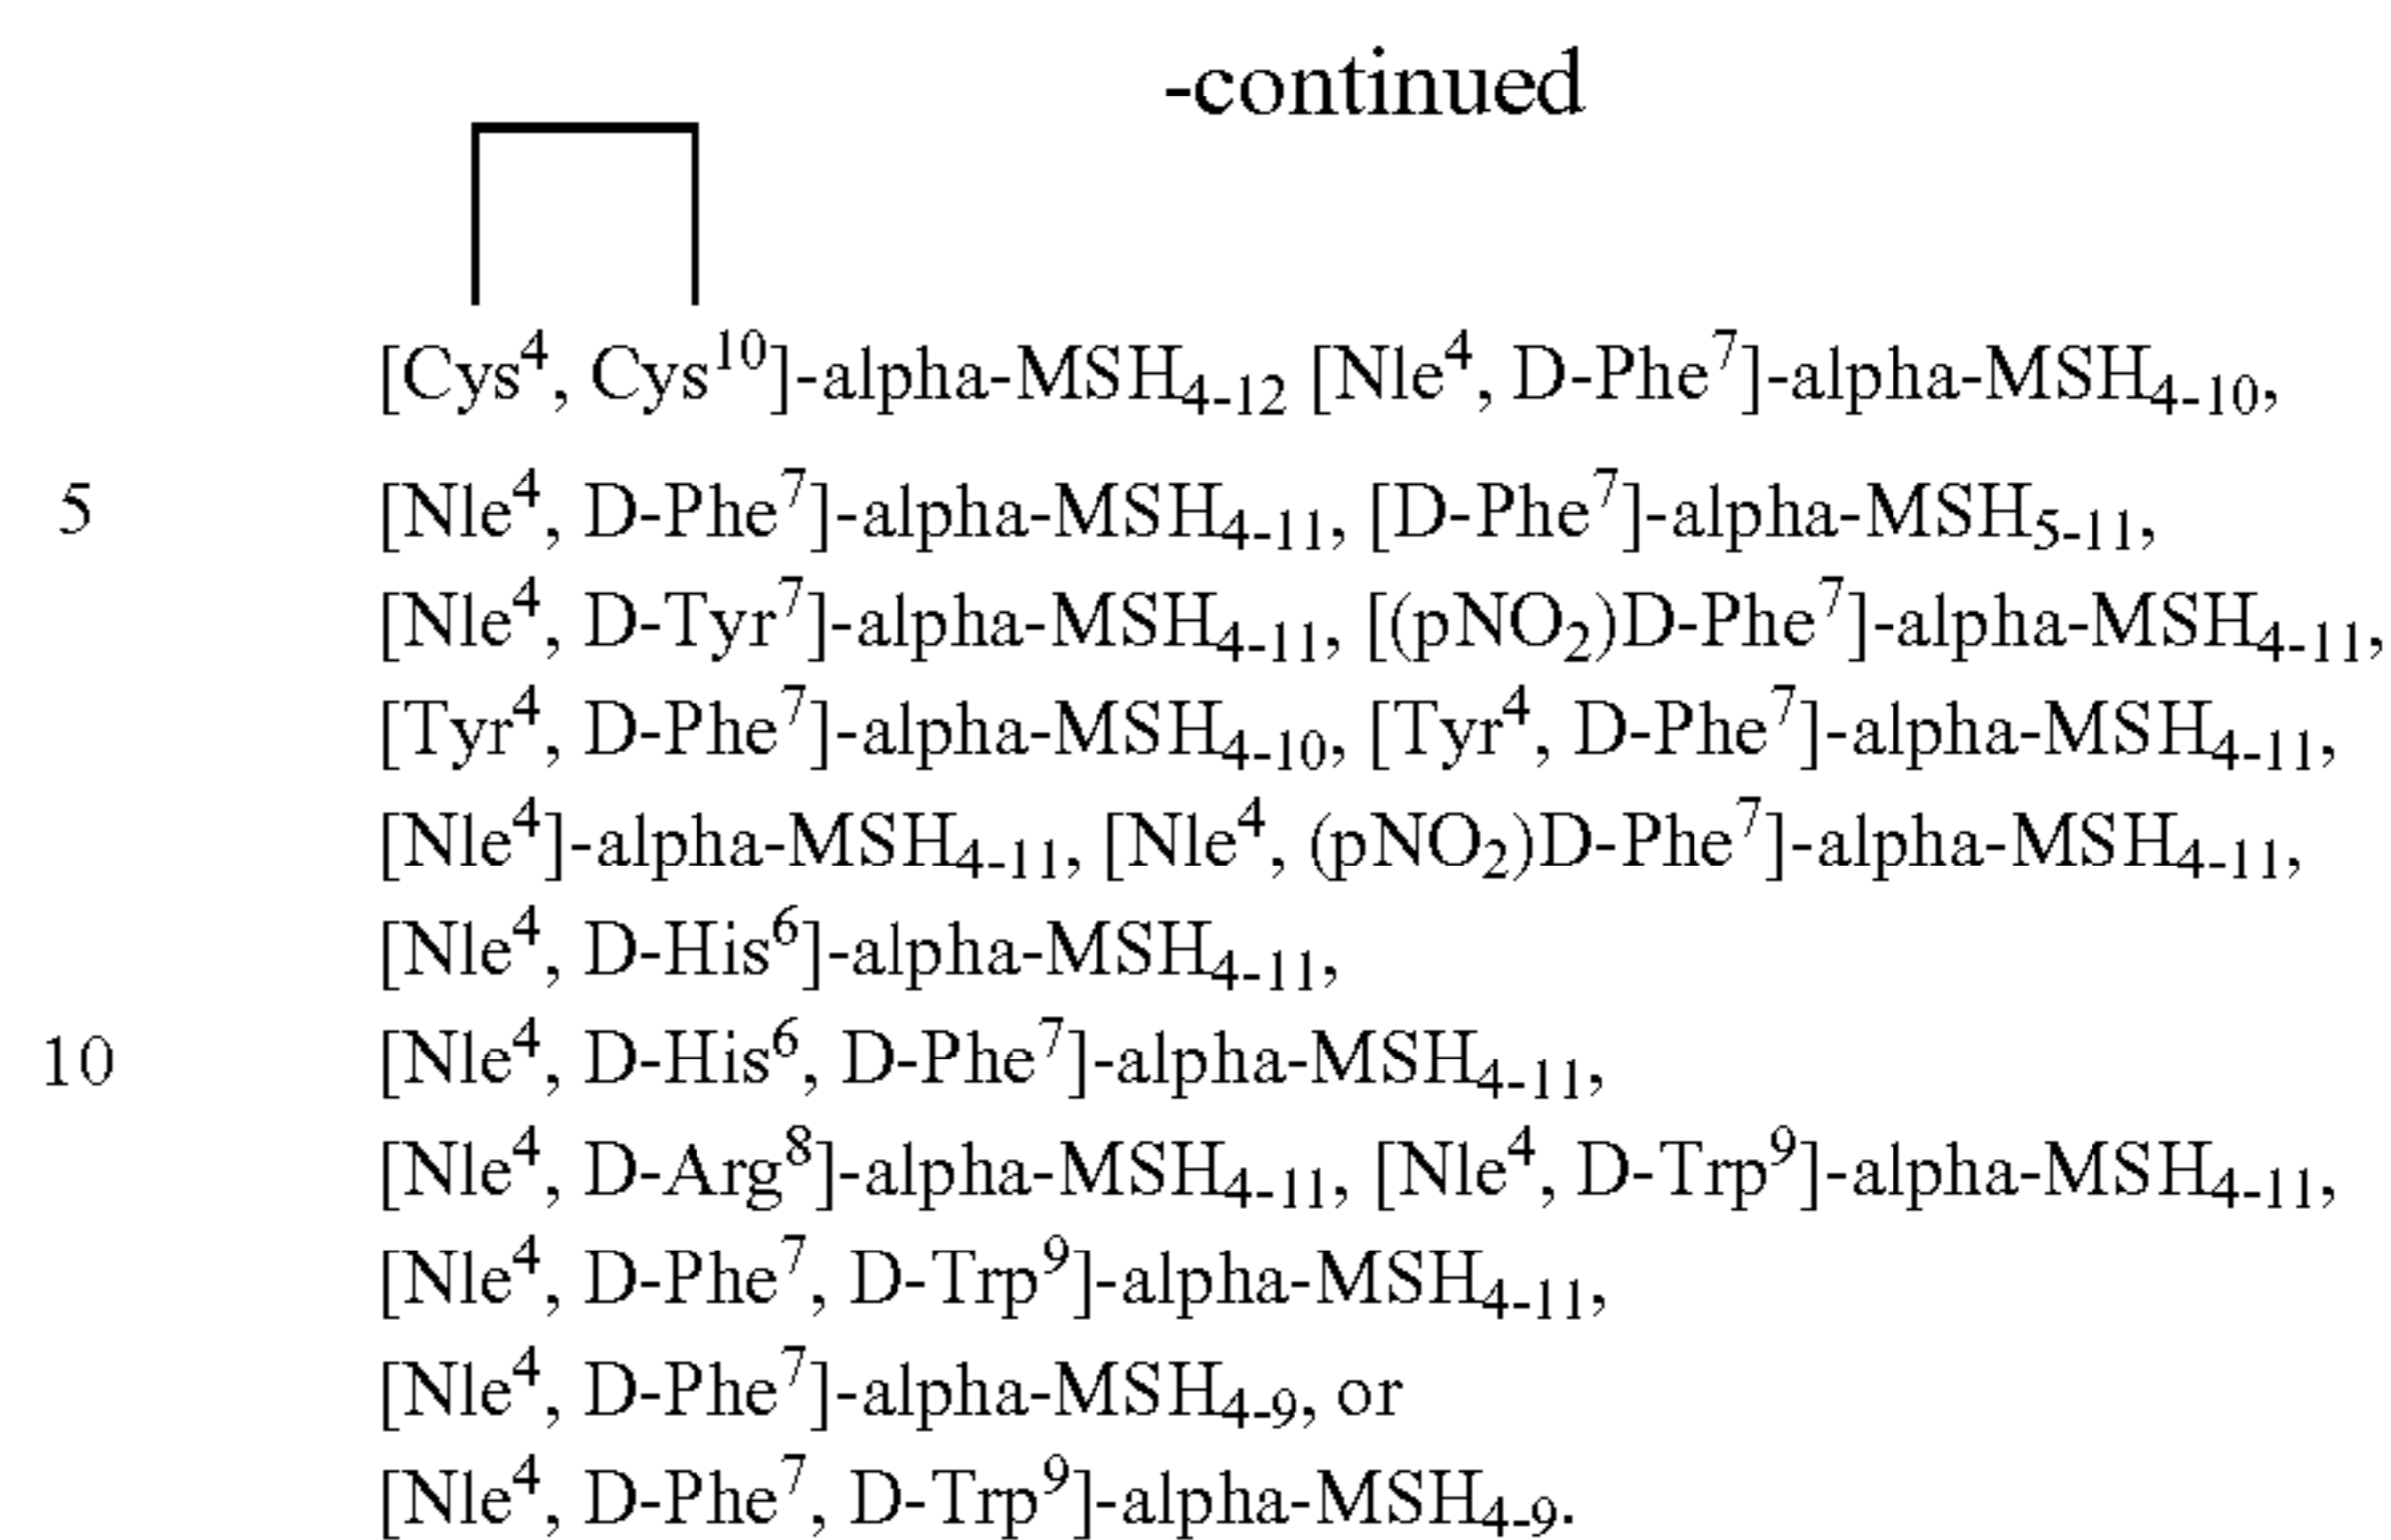 -continued
[Cys⁴, Cys¹⁰]-alpha-MSH₄₋₁₂ [Nle⁴, D-Phe⁷]-alpha-MSH₄₋₁₀,
5 [Nle⁴, D-Phe⁷]-alpha-MSH₄₋₁₁, [D-Phe⁷]-alpha-MSH₅₋₁₁,
[Nle⁴, D-Tyr⁷]-alpha-MSH₄₋₁₁, [(pNO₂)D-Phe⁷]-alpha-MSH₄₋₁₁,
[Tyr⁴, D-Phe⁷]-alpha-MSH₄₋₁₀, [Tyr⁴, D-Phe⁷]-alpha-MSH₄₋₁₁,
[Nle⁴]-alpha-MSH₄₋₁₁, [Nle⁴, (pNO₂)D-Phe⁷]-alpha-MSH₄₋₁₁,
[Nle⁴, D-His⁶]-alpha-MSH₄₋₁₁,
10 [Nle⁴, D-His⁶, D-Phe⁷]-alpha-MSH₄₋₁₁,
[Nle⁴, D-Arg⁸]-alpha-MSH₄₋₁₁, [Nle⁴, D-Trp⁹]-alpha-MSH₄₋₁₁,
[Nle⁴, D-Phe⁷, D-Trp⁹]-alpha-MSH₄₋₁₁,
[Nle⁴, D-Phe⁷]-alpha-MSH₄₋₉, or
[Nle⁴, D-Phe⁷, D-Trp⁹]-alpha-MSH₄₋₉.